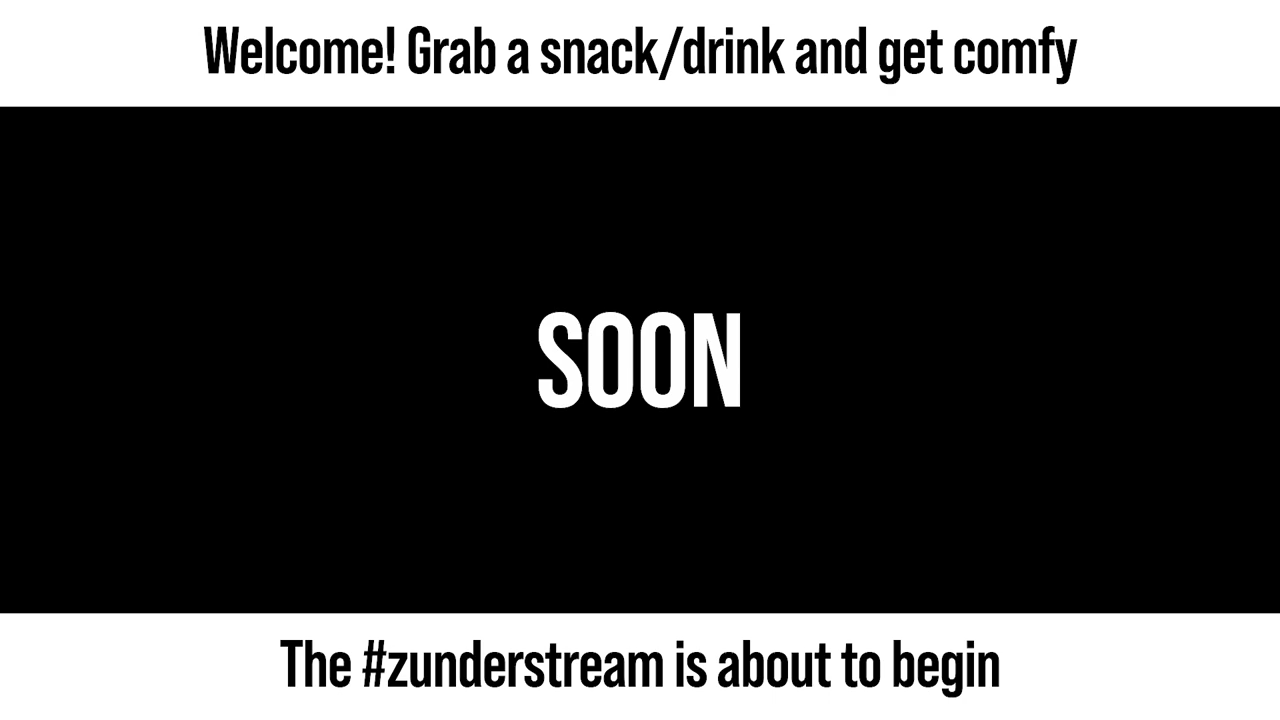 Welcome! Grab a snack/drink and get comfy
SOON
The #zunderstream is about to begin